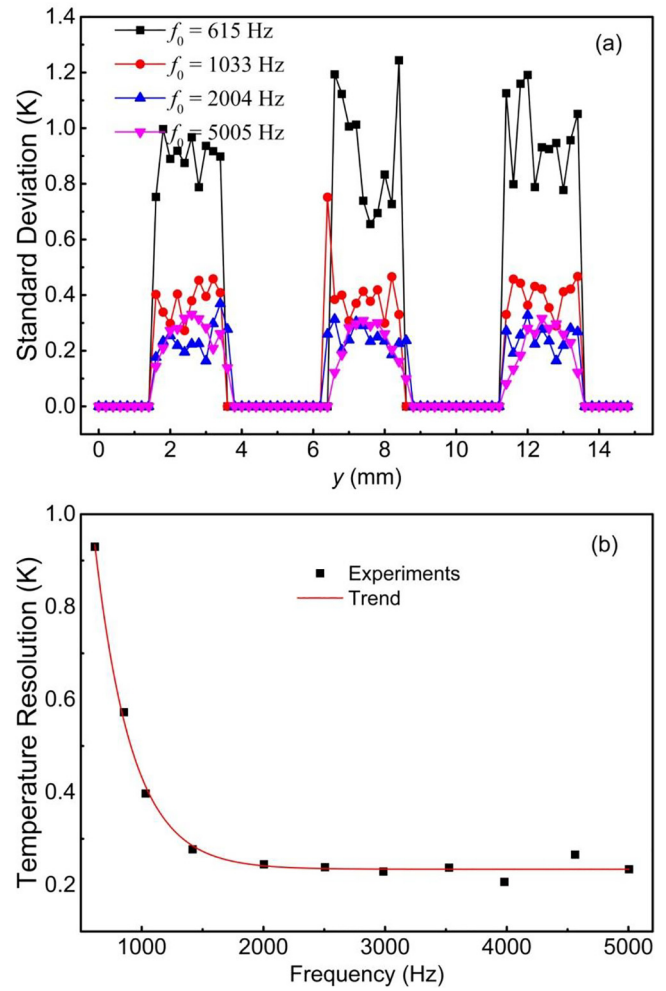 (a)
f₀ = 615 Hz
f₀ = 1033 Hz
f₀ = 2004 Hz
f₀ = 5005 Hz
Standard Deviation (K)
1.4
1.2
1.0
0.8
0.6
0.4
0.2
0.0
0 2 4 6 8 10 12 14
y (mm)
(b)
Experiments
Trend
Temperature Resolution (K)
1.0
0.8
0.6
0.4
0.2
1000 2000 3000 4000 5000
Frequency (Hz)